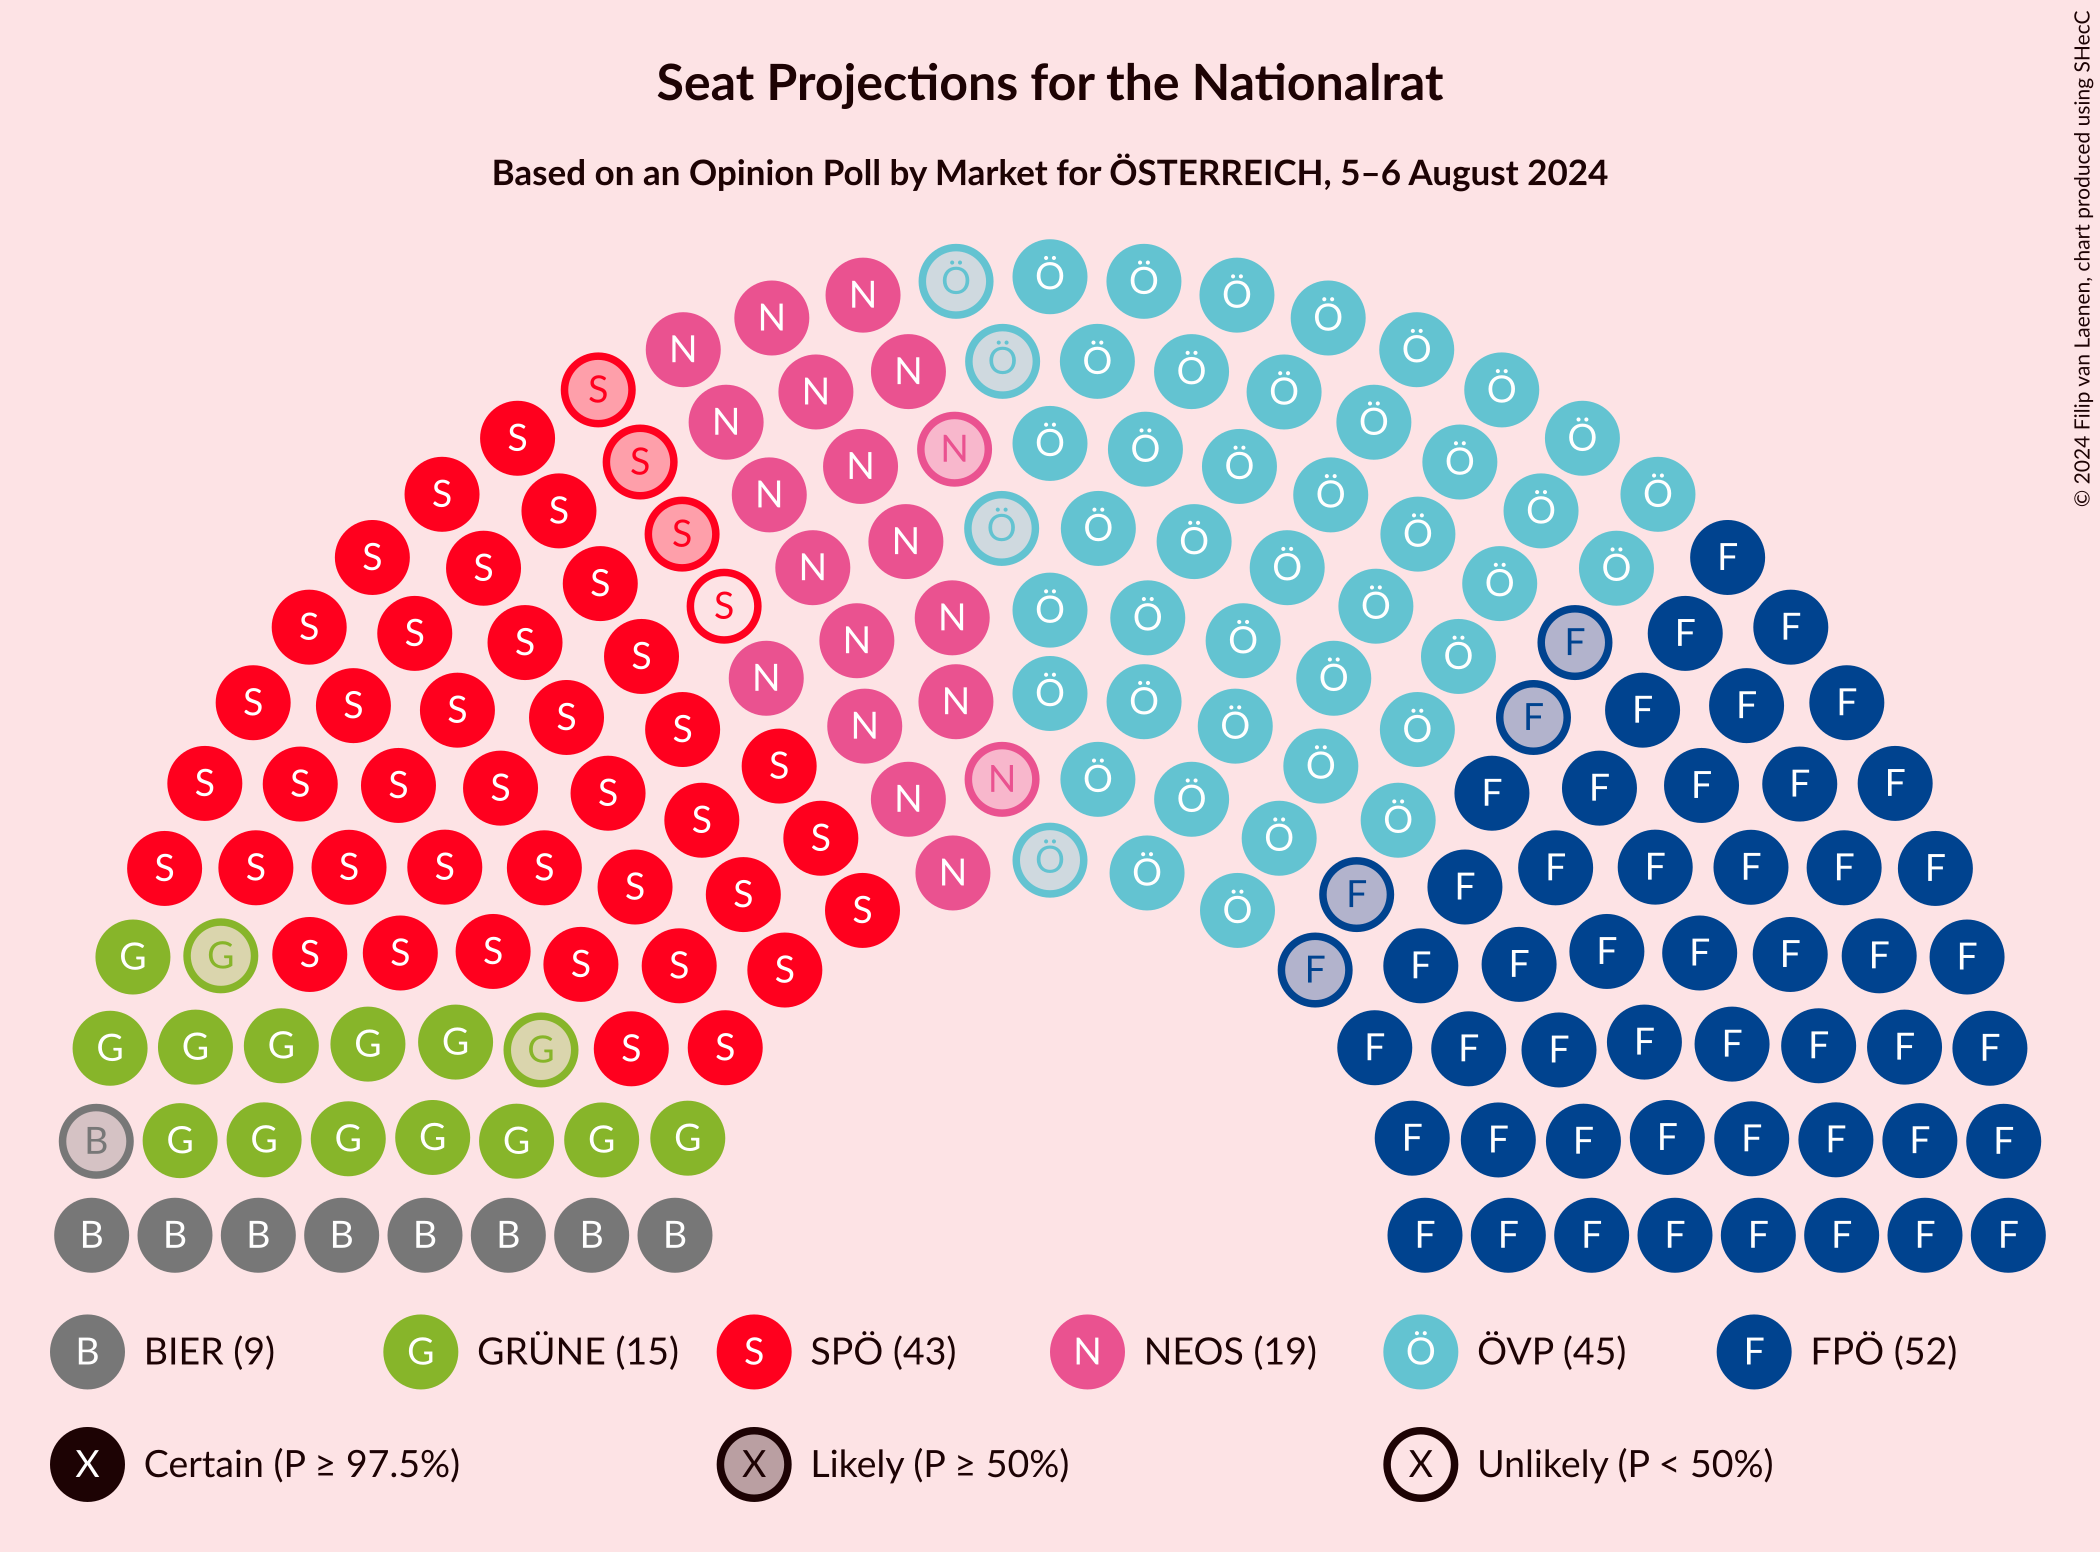 Seat Projections for the Nationalrat
Based on an Opinion Poll by Market for ÖSTERREICH, 5–6 August 2024
© 2024 Filip van Laenen, chart produced using SHecC
N Ö Ö Ö
N N Ö Ö
N N Ö Ö Ö Ö
S N N N Ö Ö Ö Ö
S N N Ö Ö Ö Ö Ö
S S N N Ö Ö Ö Ö Ö Ö
S S S N N Ö Ö Ö Ö Ö Ö F
S S S S N N Ö Ö Ö Ö Ö F F
S S S S N N Ö Ö Ö Ö F F F
S S S S S N N Ö Ö Ö Ö F F F F
S S S S S S S N N Ö Ö Ö Ö F F F F F
S S S S S S S S N Ö Ö Ö F F F F F F F
G G S S S S S S S Ö F F F F F F F F
G G G G G G S S F F F F F F F F
B G G G G G G G F F F F F F F F
B B B B B B B B F F F F F F F F
B BIER (9) G GRÜNE (15) S SPÖ (43) N NEOS (19) Ö ÖVP (45) F FPÖ (52)
X Certain (P ≥ 97.5%) X Likely (P ≥ 50%) X Unlikely (P < 50%)